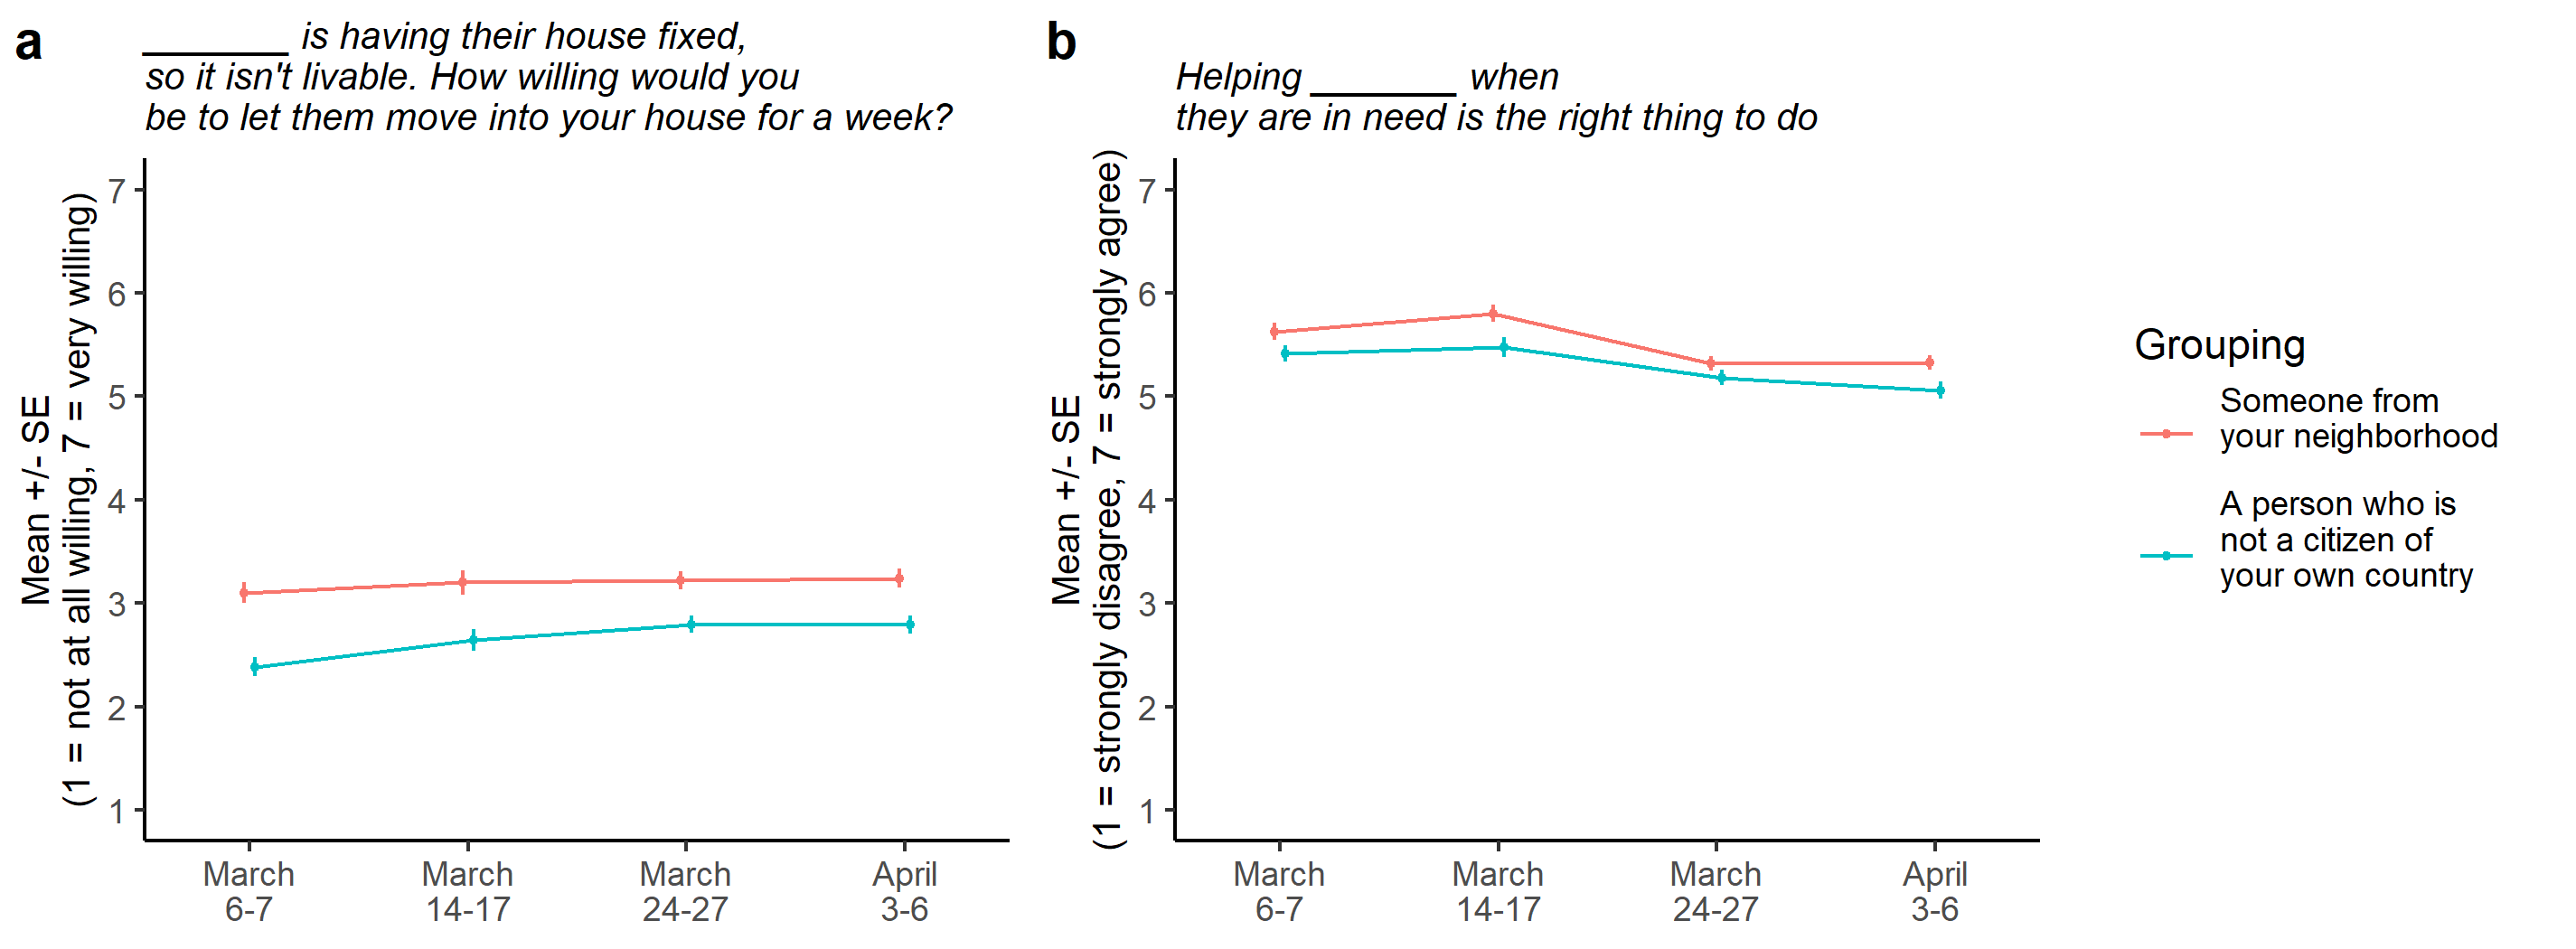 a
_______ is having their house fixed,
so it isn't livable. How willing would you
be to let them move into your house for a week?
Mean +/- SE
(1 = not at all willing, 7 = very willing)
7
6
5
4
3
2
1
March
6-7
March
14-17
March
24-27
April
3-6
b
Helping _______ when
they are in need is the right thing to do
Mean +/- SE
(1 = strongly disagree, 7 = strongly agree)
7
6
5
4
3
2
1
March
6-7
March
14-17
March
24-27
April
3-6
Grouping
Someone from
your neighborhood
A person who is
not a citizen of
your own country